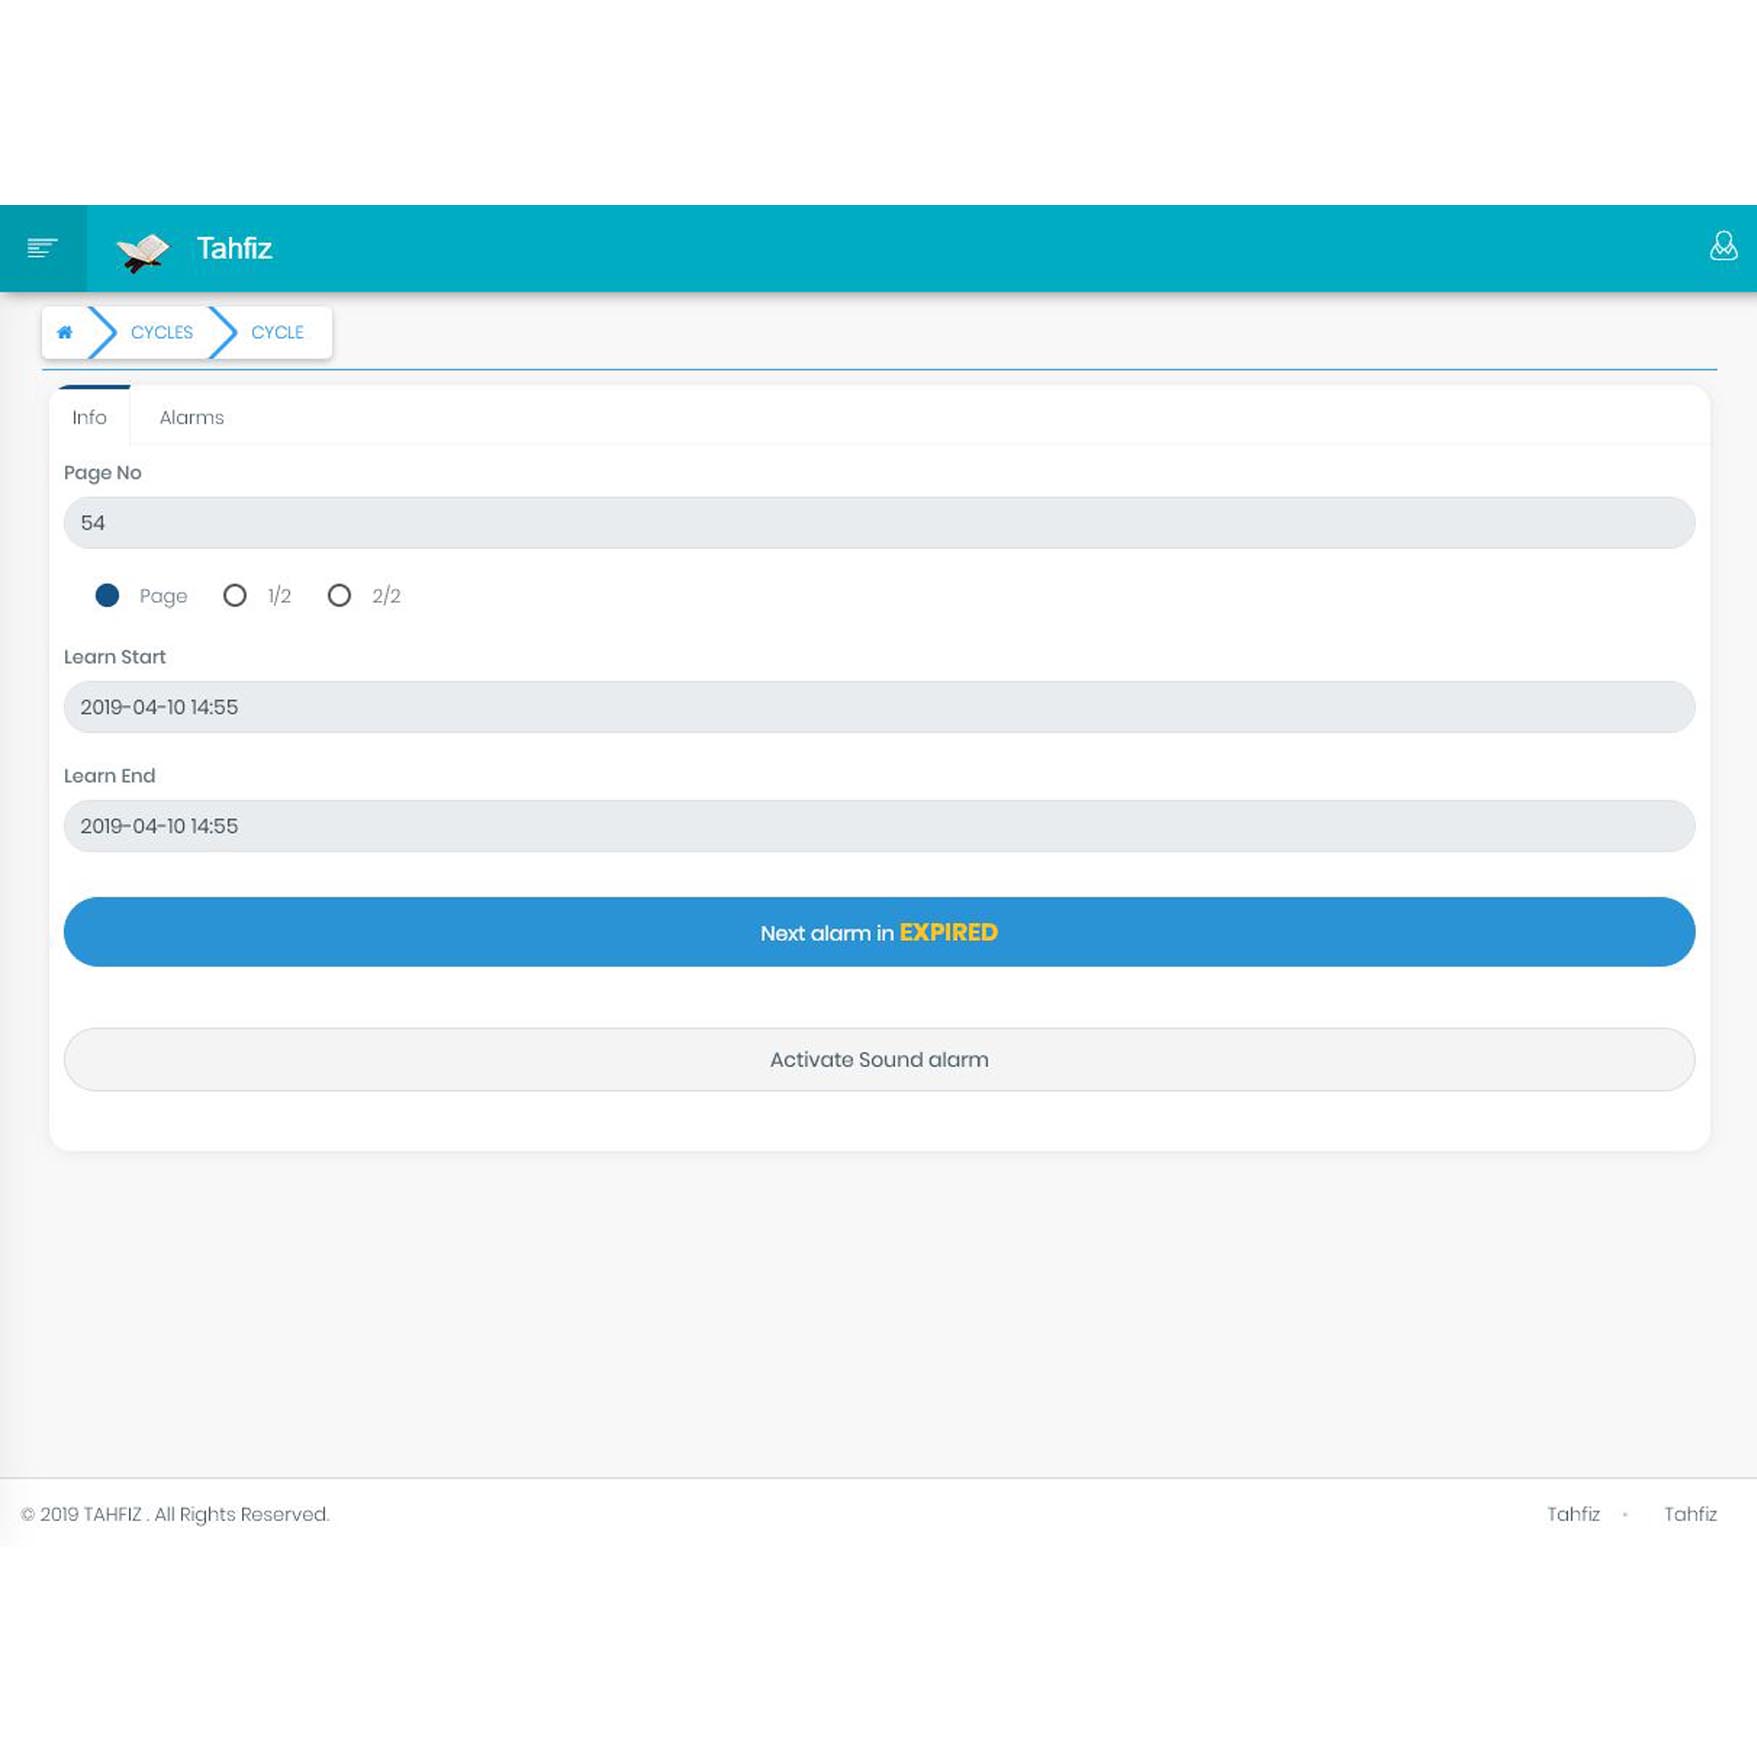 Tahfiz
CYCLES CYCLE
Info Alarms
Page No
54
Page 1/2 2/2
Learn Start
2019-04-10 14:55
Learn End
2019-04-10 14:55
Next alarm in EXPIRED
Activate Sound alarm
© 2019 TAHFIZ . All Rights Reserved. Tahfiz • Tahfiz